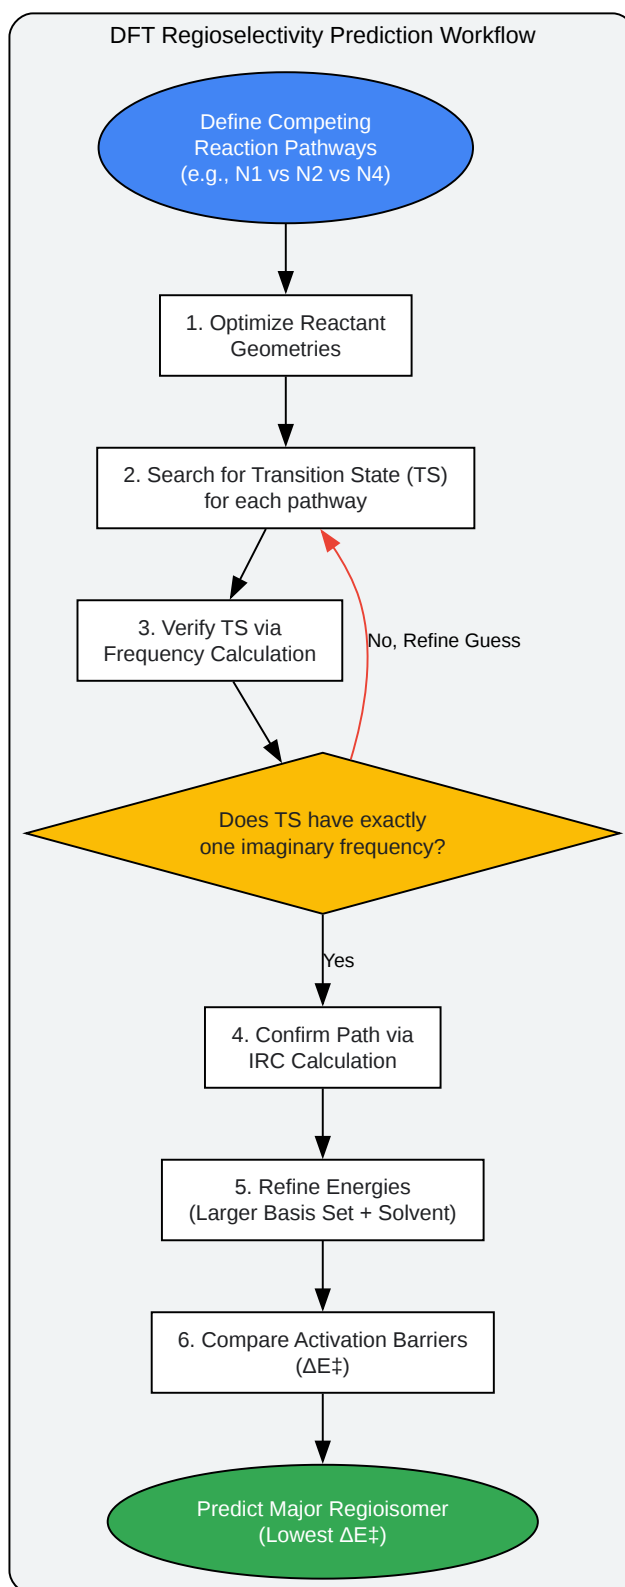 DFT Regioselectivity Prediction Workflow
Define Competing
Reaction Pathways
(e.g., N1 vs N2 vs N4)
1. Optimize Reactant
Geometries
2. Search for Transition State (TS)
for each pathway
3. Verify TS via
Frequency Calculation
No, Refine Guess
Does TS have exactly
one imaginary frequency?
Yes
4. Confirm Path via
IRC Calculation
5. Refine Energies
(Larger Basis Set + Solvent)
6. Compare Activation Barriers
(ΔE‡)
Predict Major Regioisomer
(Lowest ΔE‡)